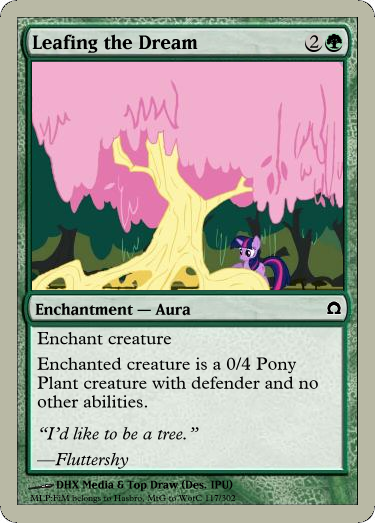 Leafing the Dream 2
Enchantment — Aura Ω
Enchant creature
Enchanted creature is a 0/4 Pony
Plant creature with defender and no
other abilities.
“I’d like to be a tree.”
—Fluttershy
DHX Media & Top Draw (Des. IPU)
MLP:FiM belongs to Hasbro, MtG to WotC 117/302